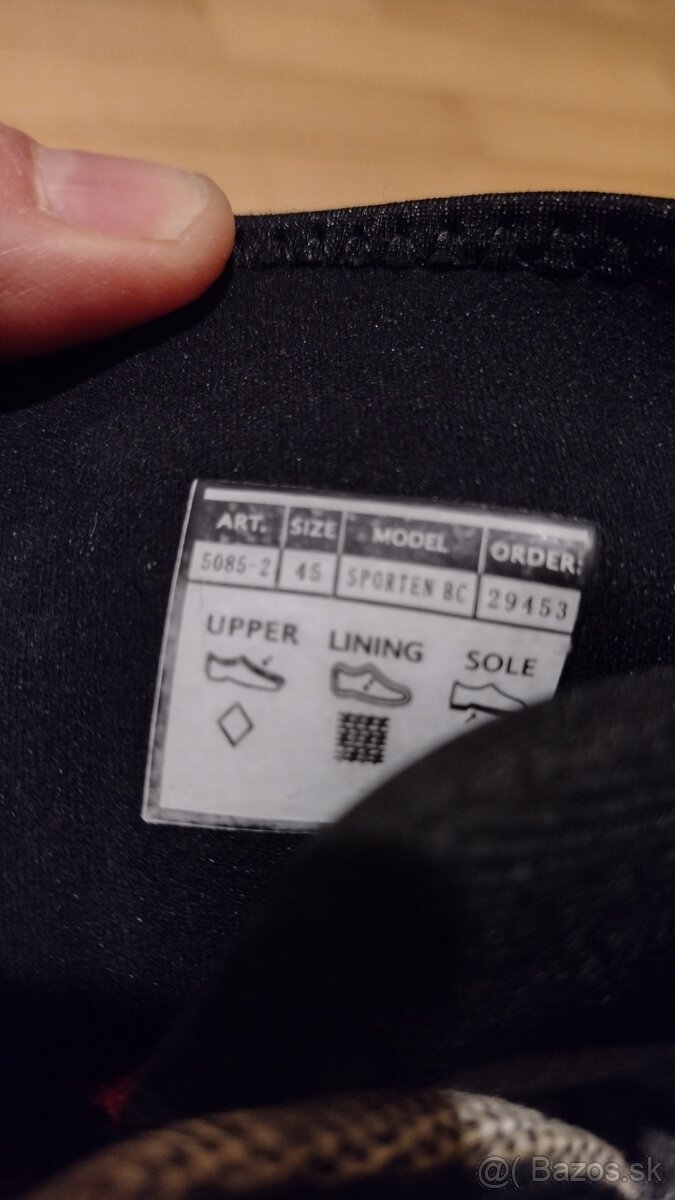 ART. SIZE MODEL ORDER:
5085-2 45 SPORTEN BC 29453
UPPER LINING SOLE
@( Bazos.sk